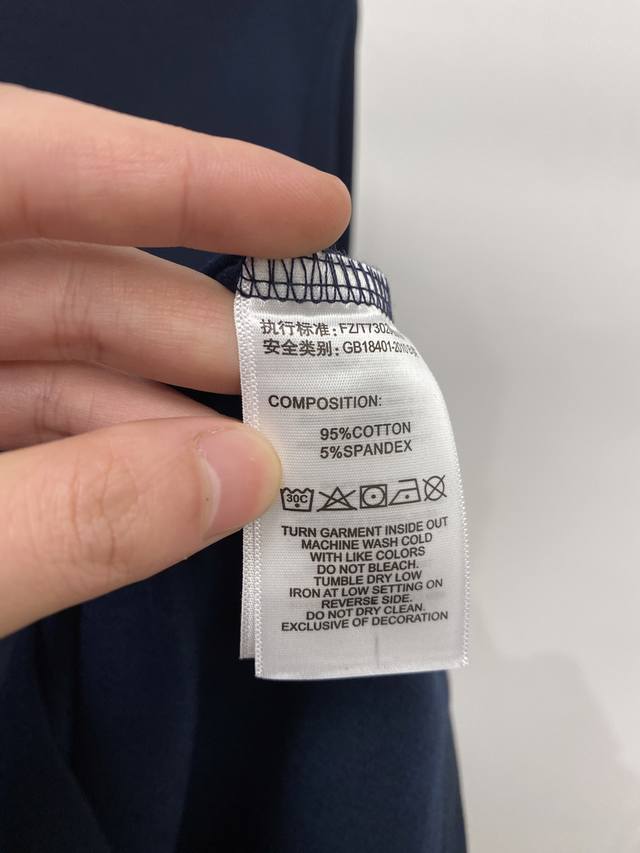 执行标准: FZ/T7302
安全类别: GB18401-2010
COMPOSITION:
95%COTTON
5%SPANDEX
30C
TURN GARMENT INSIDE OUT
MACHINE WASH COLD
WITH LIKE COLORS
DO NOT BLEACH.
TUMBLE DRY LOW
IRON AT LOW SETTING ON
REVERSE SIDE.
DO NOT DRY CLEAN.
EXCLUSIVE OF DECORATION